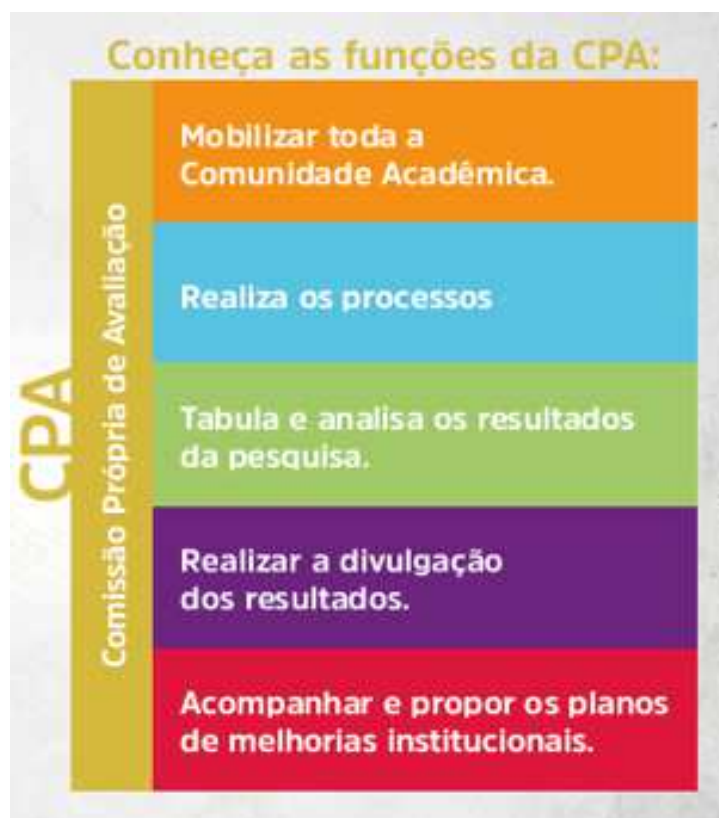 Conheça as funções da CPA:
CPA
Comissão Própria de Avaliação
Mobilizar toda a
Comunidade Acadêmica.
Realiza os processos
Tabula e analisa os resultados
da pesquisa.
Realizar a divulgação
dos resultados.
Acompanhar e propor os planos
de melhorias institucionais.